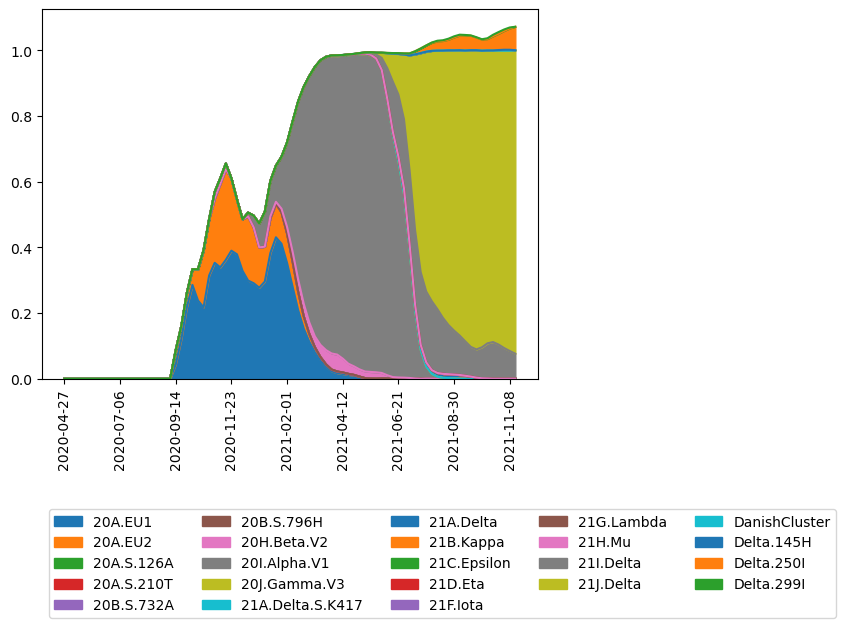 1.0
0.8
0.6
0.4
0.2
0.0
2020-04-27
2020-07-06
2020-09-14
2020-11-23
2021-02-01
2021-04-12
2021-06-21
2021-08-30
2021-11-08
20A.EU1
20A.EU2
20A.S.126A
20A.S.210T
20B.S.732A
20B.S.796H
20H.Beta.V2
20I.Alpha.V1
20J.Gamma.V3
21A.Delta.S.K417
21A.Delta
21B.Kappa
21C.Epsilon
21D.Eta
21F.Iota
21G.Lambda
21H.Mu
21I.Delta
21J.Delta
DanishCluster
Delta.145H
Delta.250I
Delta.299I